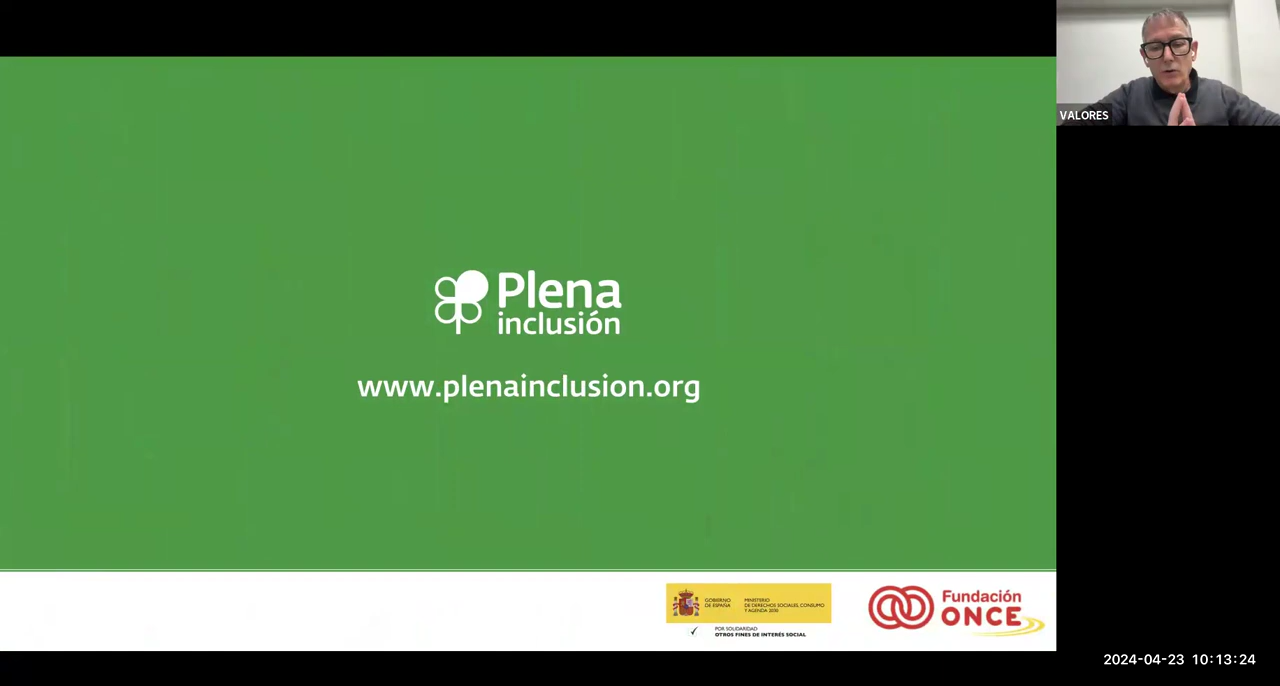 VALORES
Plena
inclusión
www.plenainclusion.org
GOBIERNO
DE ESPAÑA
MINISTERIO
DE DERECHOS SOCIALES, CONSUMO
Y AGENDA 2030
POR SOLIDARIDAD
OTROS FINES DE INTERÉS SOCIAL
Fundación
ONCE
2024-04-23 10:13:24